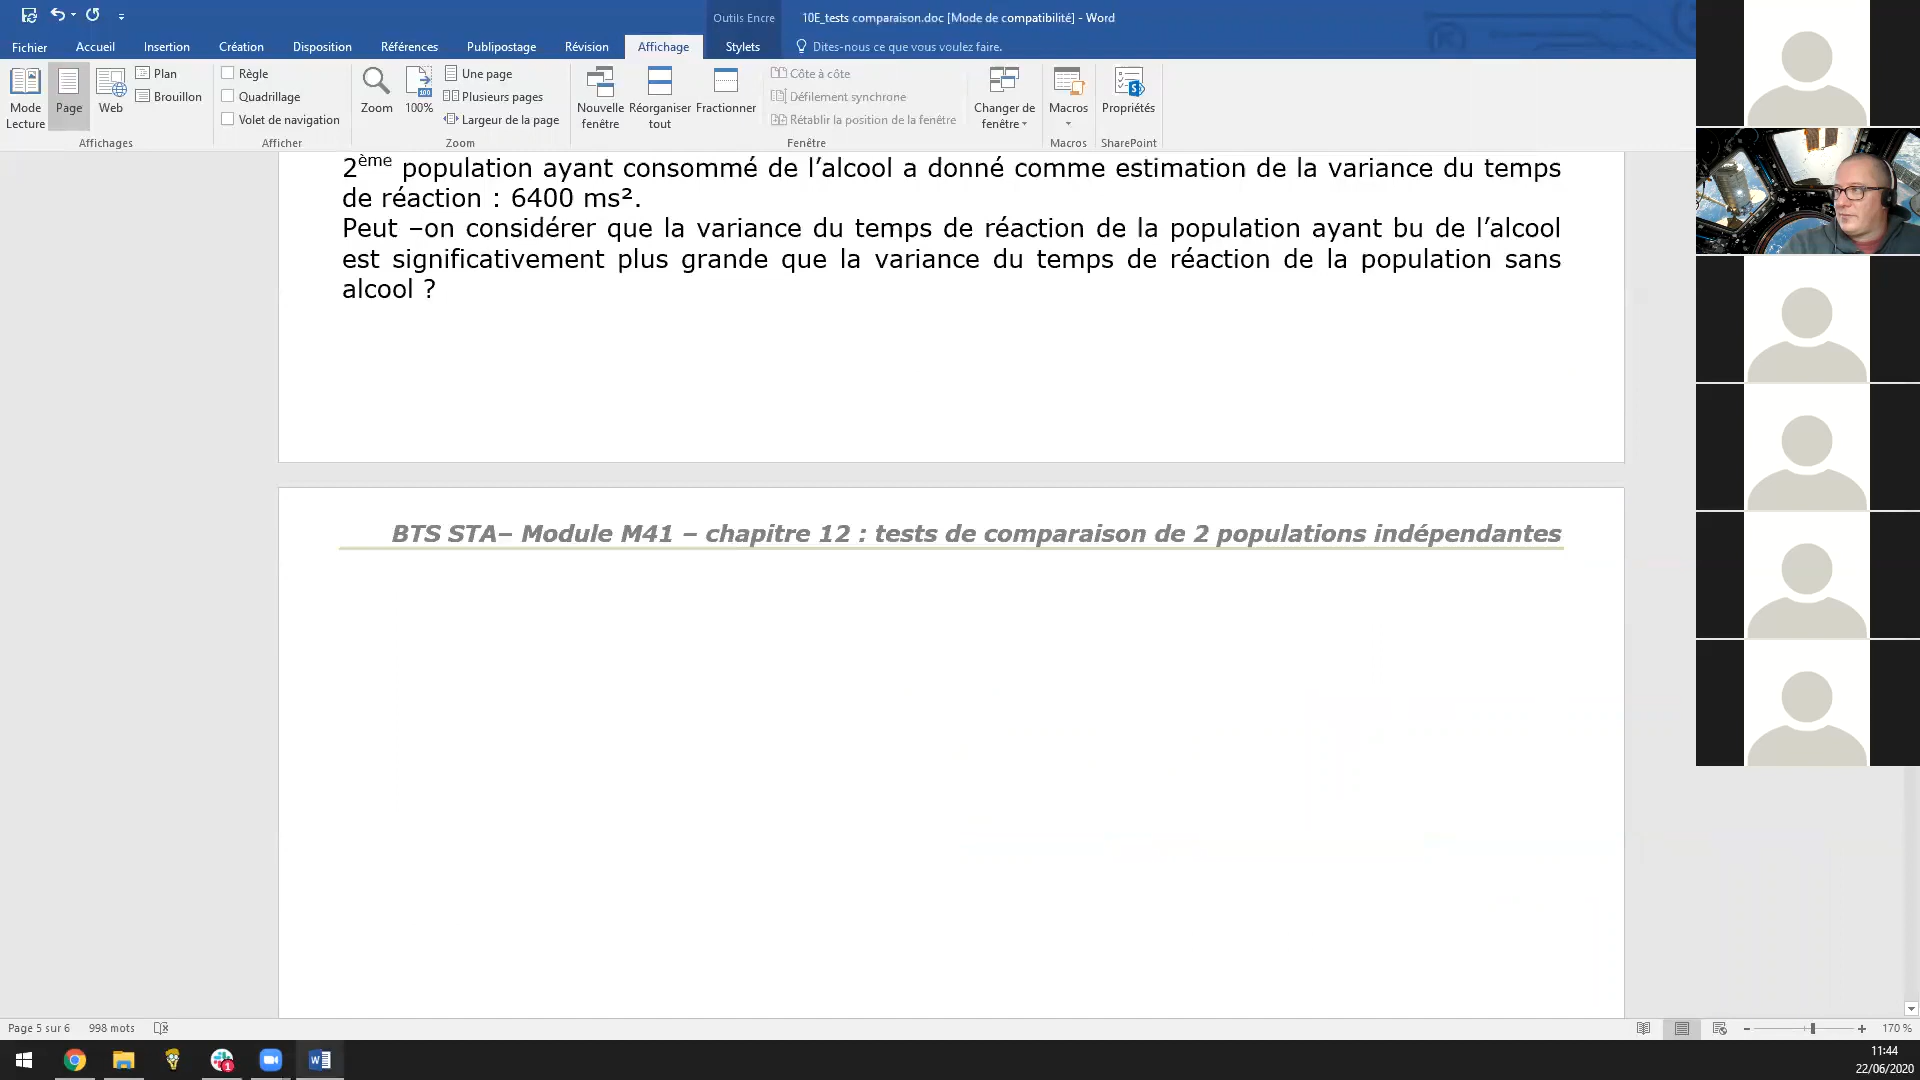 Outils Encre
10E_tests comparaison.doc [Mode de compatibilité] - Word
Fichier
Accueil
Insertion
Création
Disposition
Références
Publipostage
Révision
Affichage
Stylets
Dites-nous ce que vous voulez faire.
Mode Lecture
Page
Web
Plan
Brouillon
Affichages
Règle
Quadrillage
Volet de navigation
Afficher
Zoom
100
100%
Une page
Plusieurs pages
Largeur de la page
Zoom
Nouvelle fenêtre
Réorganiser tout
Fractionner
Côte à côte
Défilement synchrone
Rétablir la position de la fenêtre
Changer de fenêtre
Fenêtre
Macros
Macros
S
Propriétés
SharePoint
2ème population ayant consommé de l’alcool a donné comme estimation de la variance du temps
de réaction : 6400 ms².
Peut –on considérer que la variance du temps de réaction de la population ayant bu de l’alcool
est significativement plus grande que la variance du temps de réaction de la population sans
alcool ?
BTS STA– Module M41 – chapitre 12 : tests de comparaison de 2 populations indépendantes
Page 5 sur 6
998 mots
170 %
1
W
11:44
22/06/2020